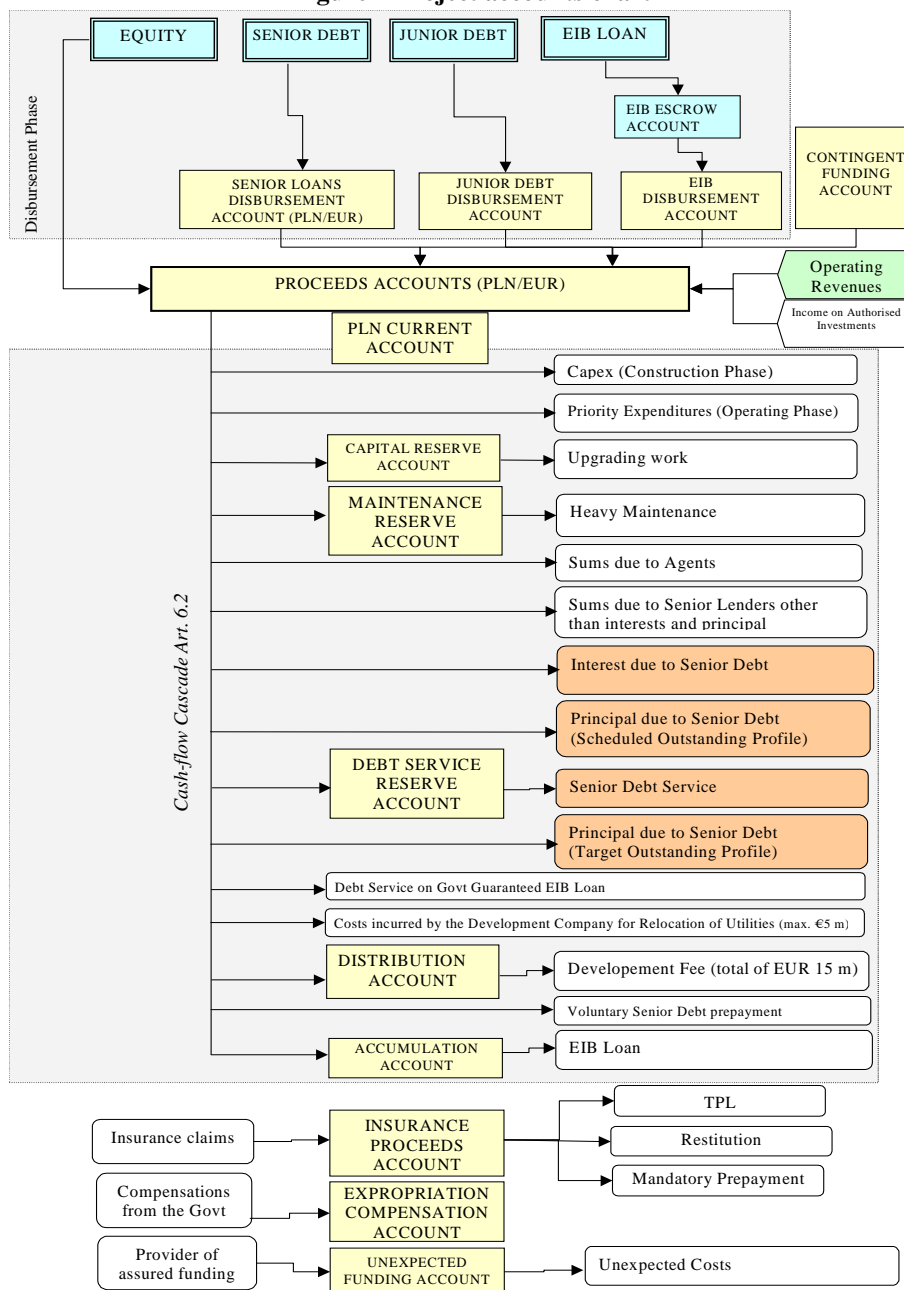 EQUITY
SENIOR DEBT
JUNIOR DEBT
EIB LOAN
Disbursement Phase
EIB ESCROW
ACCOUNT
CONTINGENT
FUNDING
ACCOUNT
SENIOR LOANS
DISBURSEMENT
ACCOUNT (PLN/EUR)
JUNIOR DEBT
DISBURSEMENT
ACCOUNT
EIB
DISBURSEMENT
ACCOUNT
PROCEEDS ACCOUNTS (PLN/EUR)
Operating
Revenues
Income on Authorised
Investments
PLN CURRENT
ACCOUNT
Cash-flow Cascade Art. 6.2
Capex (Construction Phase)
Priority Expenditures (Operating Phase)
CAPITAL RESERVE
ACCOUNT
Upgrading work
MAINTENANCE
RESERVE
ACCOUNT
Heavy Maintenance
Sums due to Agents
Sums due to Senior Lenders other
than interests and principal
Interest due to Senior Debt
Principal due to Senior Debt
(Scheduled Outstanding Profile)
DEBT SERVICE
RESERVE
ACCOUNT
Senior Debt Service
Principal due to Senior Debt
(Target Outstanding Profile)
Debt Service on Govt Guaranteed EIB Loan
Costs incurred by the Development Company for Relocation of Utilities (max. €5 m)
DISTRIBUTION
ACCOUNT
Developement Fee (total of EUR 15 m)
Voluntary Senior Debt prepayment
ACCUMULATION
ACCOUNT
EIB Loan
Insurance claims
INSURANCE
PROCEEDS
ACCOUNT
TPL
Restitution
Mandatory Prepayment
Compensations
from the Govt
EXPROPRIATION
COMPENSATION
ACCOUNT
Provider of
assured funding
UNEXPECTED
FUNDING ACCOUNT
Unexpected Costs